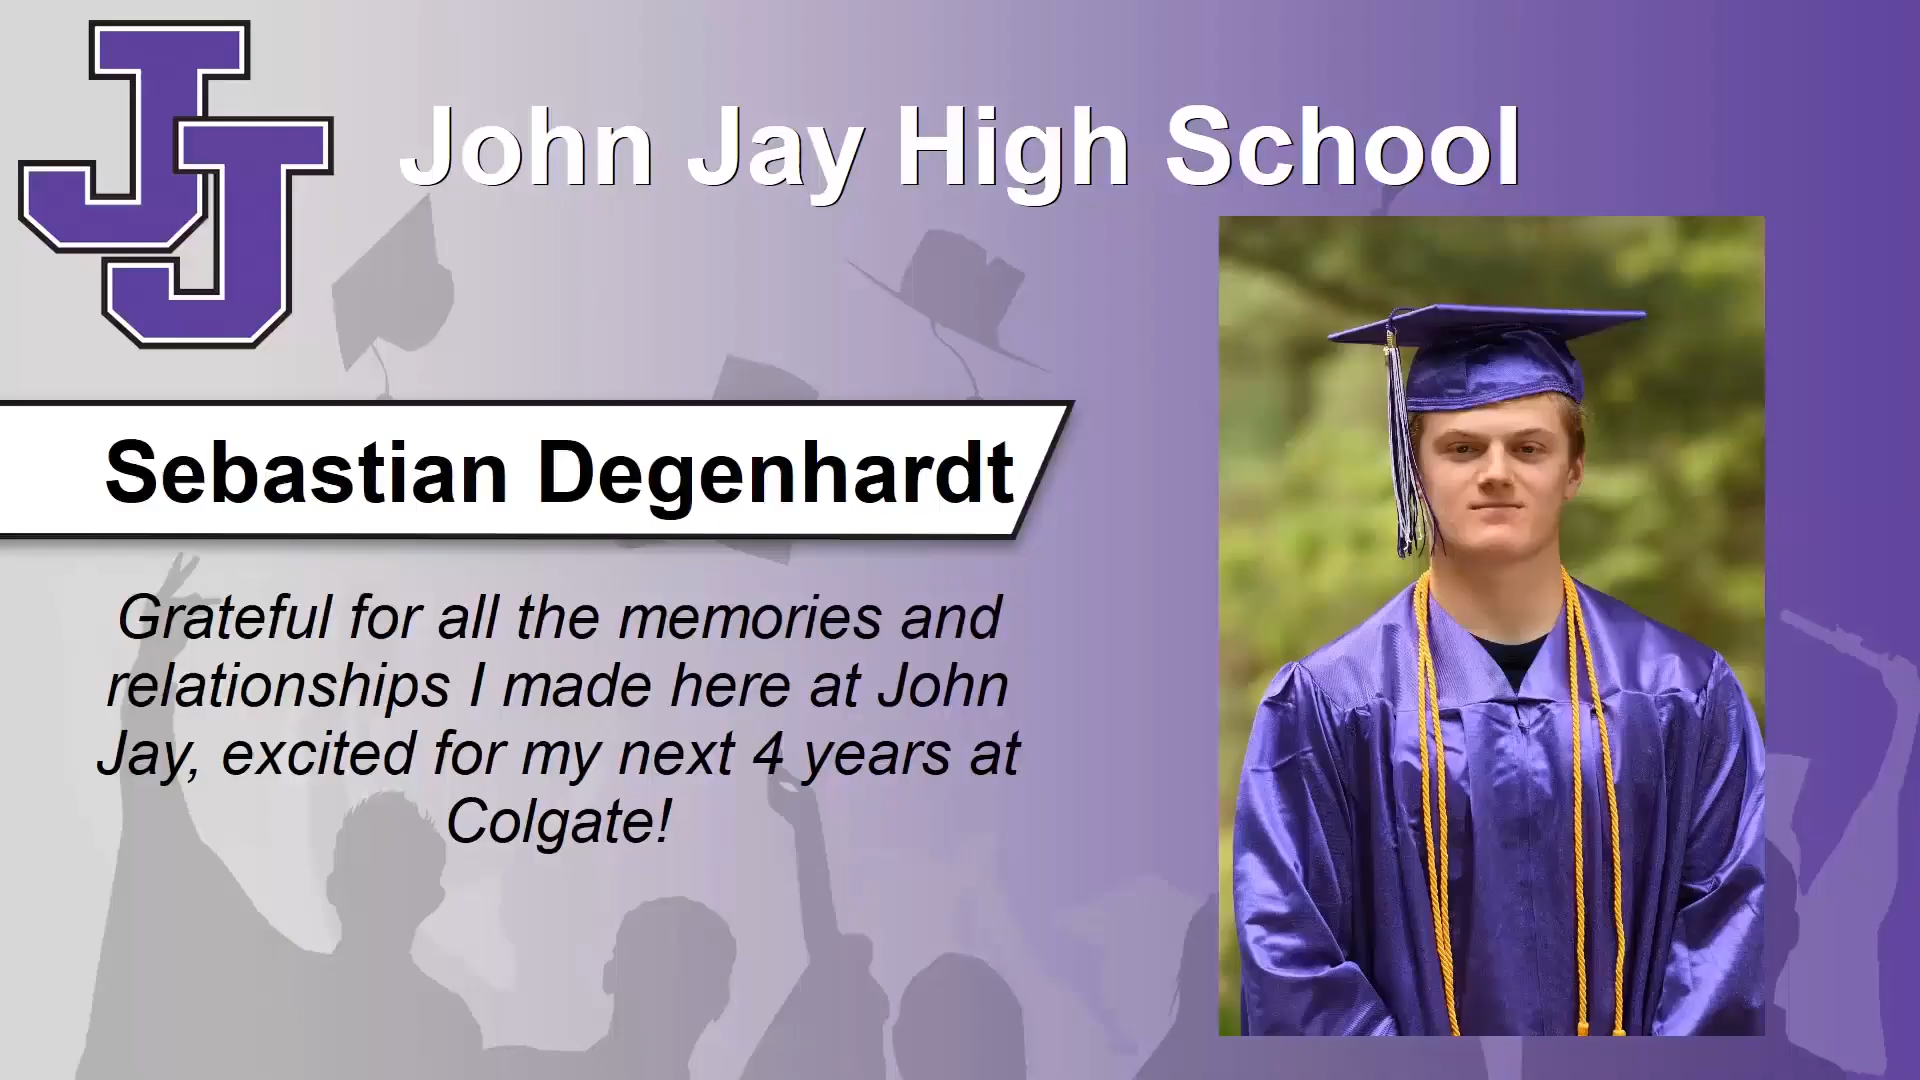 JJ
John Jay High School
Sebastian Degenhardt
Grateful for all the memories and
relationships I made here at John
Jay, excited for my next 4 years at
Colgate!